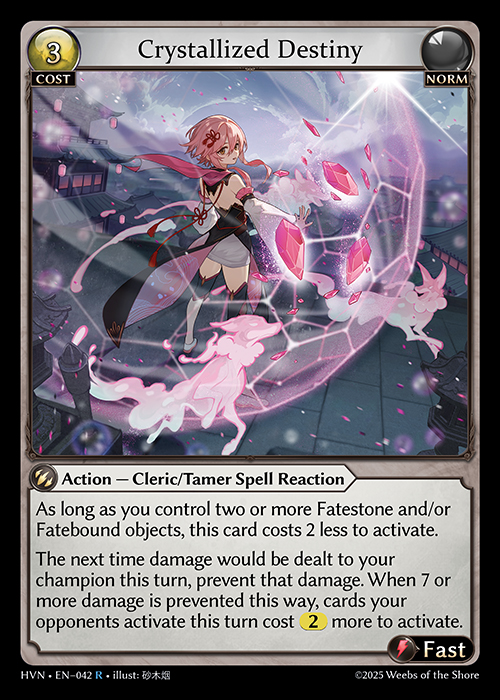 3
Crystallized Destiny
COST
NORM
Action — Cleric/Tamer Spell Reaction
As long as you control two or more Fatestone and/or
Fatebound objects, this card costs 2 less to activate.
The next time damage would be dealt to your
champion this turn, prevent that damage. When 7 or
more damage is prevented this way, cards your
opponents activate this turn cost 2 more to activate.
Fast
HVN • EN–042 R • illust: 砂木烟
©2025 Weebs of the Shore